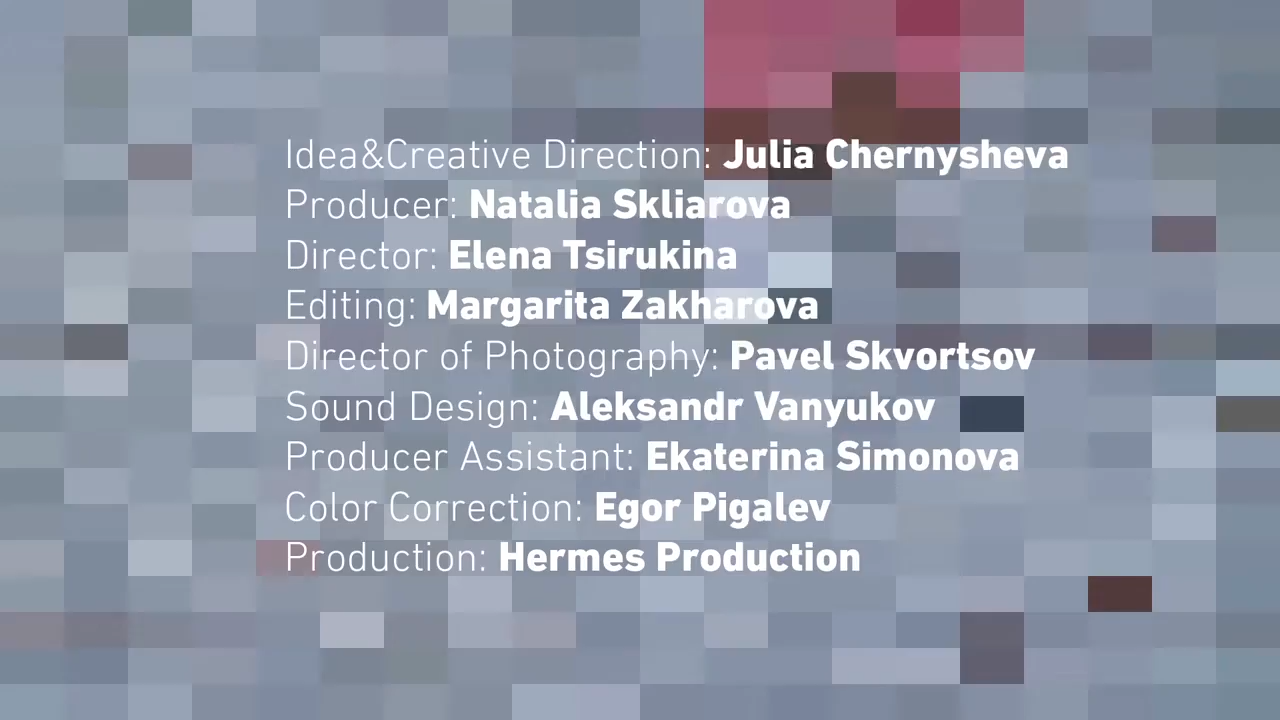 Idea&Creative Direction: Julia Chernysheva
Producer: Natalia Skliarova
Director: Elena Tsirukina
Editing: Margarita Zakharova
Director of Photography: Pavel Skvortsov
Sound Design: Aleksandr Vanyukov
Producer Assistant: Ekaterina Simonova
Color Correction: Egor Pigalev
Production: Hermes Production